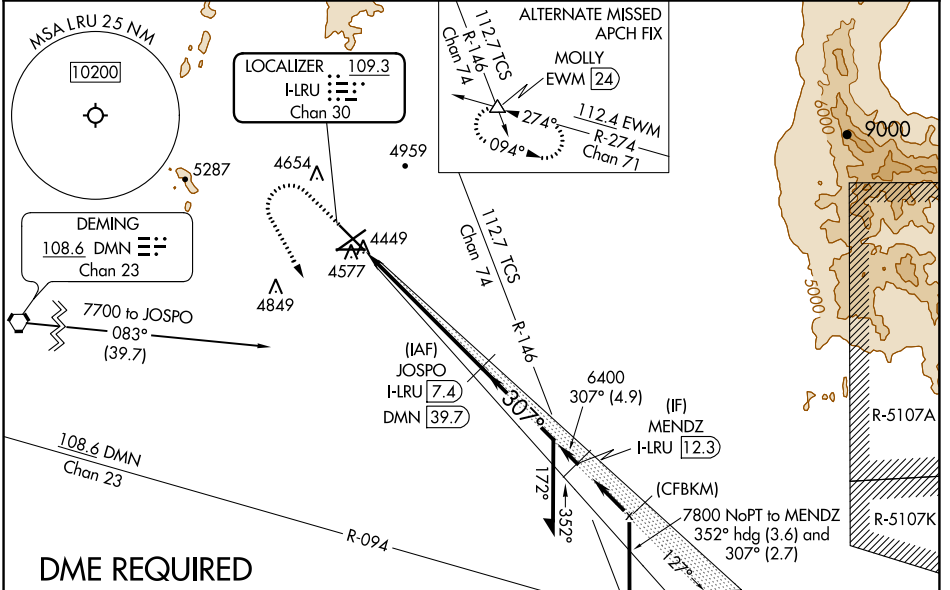 MSA LRU 25 NM
10200
LOCALIZER 109.3
I-LRU
Chan 30
ALTERNATE MISSED
APCH FIX
112.7 TCS
R-146
Chan 74
MOLLY
EWM 24
274°
094°
112.4 EWM
R-274
Chan 71
6000
9000
5000
5287
4654
4959
4449
4577
4849
DEMING
108.6 DMN
Chan 23
7700 to JOSPO
083°
(39.7)
112.7 TCS
Chan 74
R-146
(IAF)
JOSPO
I-LRU 7.4
DMN 39.7
307°
6400
307° (4.9)
(IF)
MENDZ
I-LRU 12.3
172°
352°
(CFBKM)
7800 NoPT to MENDZ
352° hdg (3.6) and
307° (2.7)
127°
R-5107A
R-5107K
108.6 DMN
Chan 23
R-094
DME REQUIRED